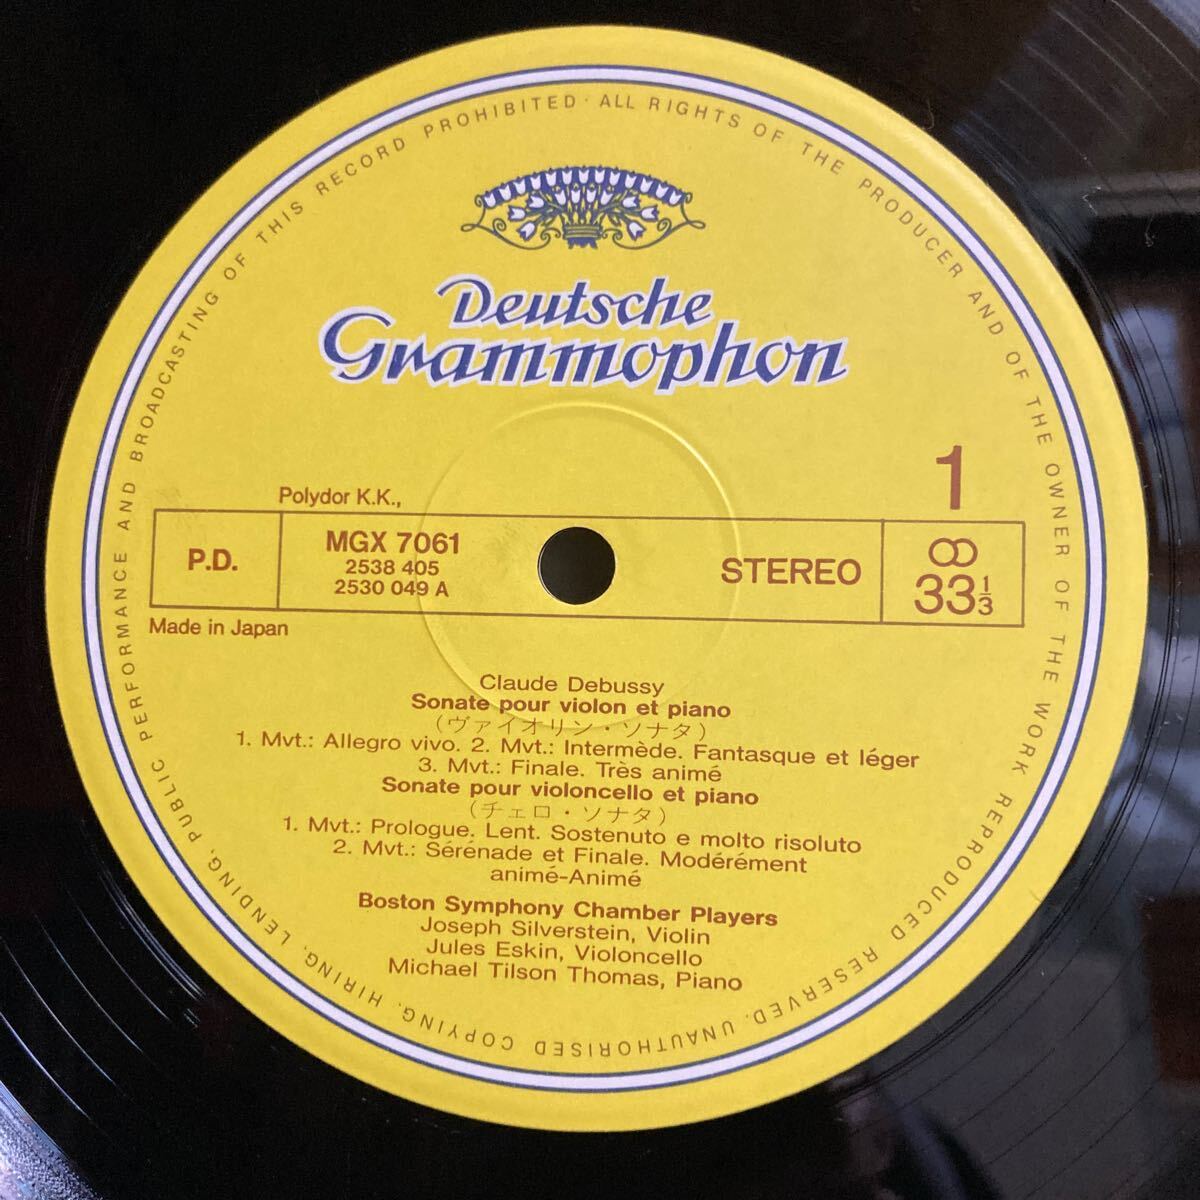 PUBLIC PERFORMANCE AND BROADCASTING OF THIS RECORD PROHIBITED · ALL RIGHTS OF THE PRODUCER AND OF THE OWNER OF THE WORK REPRODUCED RESERVED. UNAUTHORISED COPYING, HIRING, LENDING,
Deutsche
Grammophon
1
Polydor K.K.,
P.D.
MGX 7061
2538 405
2530 049 A
STEREO
33 1/3
Made in Japan
Claude Debussy
Sonate pour violon et piano
(ヴァイオリン・ソナタ)
1. Mvt.: Allegro vivo. 2. Mvt.: Intermède. Fantasque et léger
3. Mvt.: Finale. Très animé
Sonate pour violoncello et piano
(チェロ・ソナタ)
1. Mvt.: Prologue. Lent. Sostenuto e molto risoluto
2. Mvt.: Sérénade et Finale. Modérément
animé-Animé
Boston Symphony Chamber Players
Joseph Silverstein, Violin
Jules Eskin, Violoncello
Michael Tilson Thomas, Piano